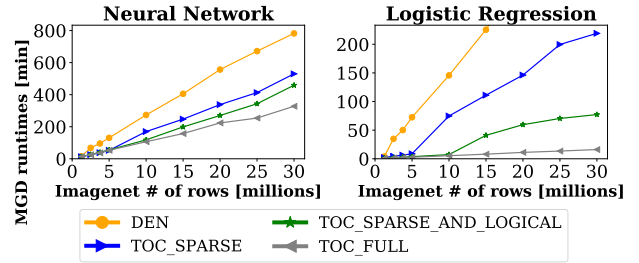 Neural Network
Logistic Regression
MGD runtimes [min]
800
600
400
200
0
0 5 10 15 20 25 30
Imagenet # of rows [millions]
200
150
100
50
0
0 5 10 15 20 25 30
Imagenet # of rows [millions]
DEN
TOC_SPARSE
TOC_SPARSE_AND_LOGICAL
TOC_FULL